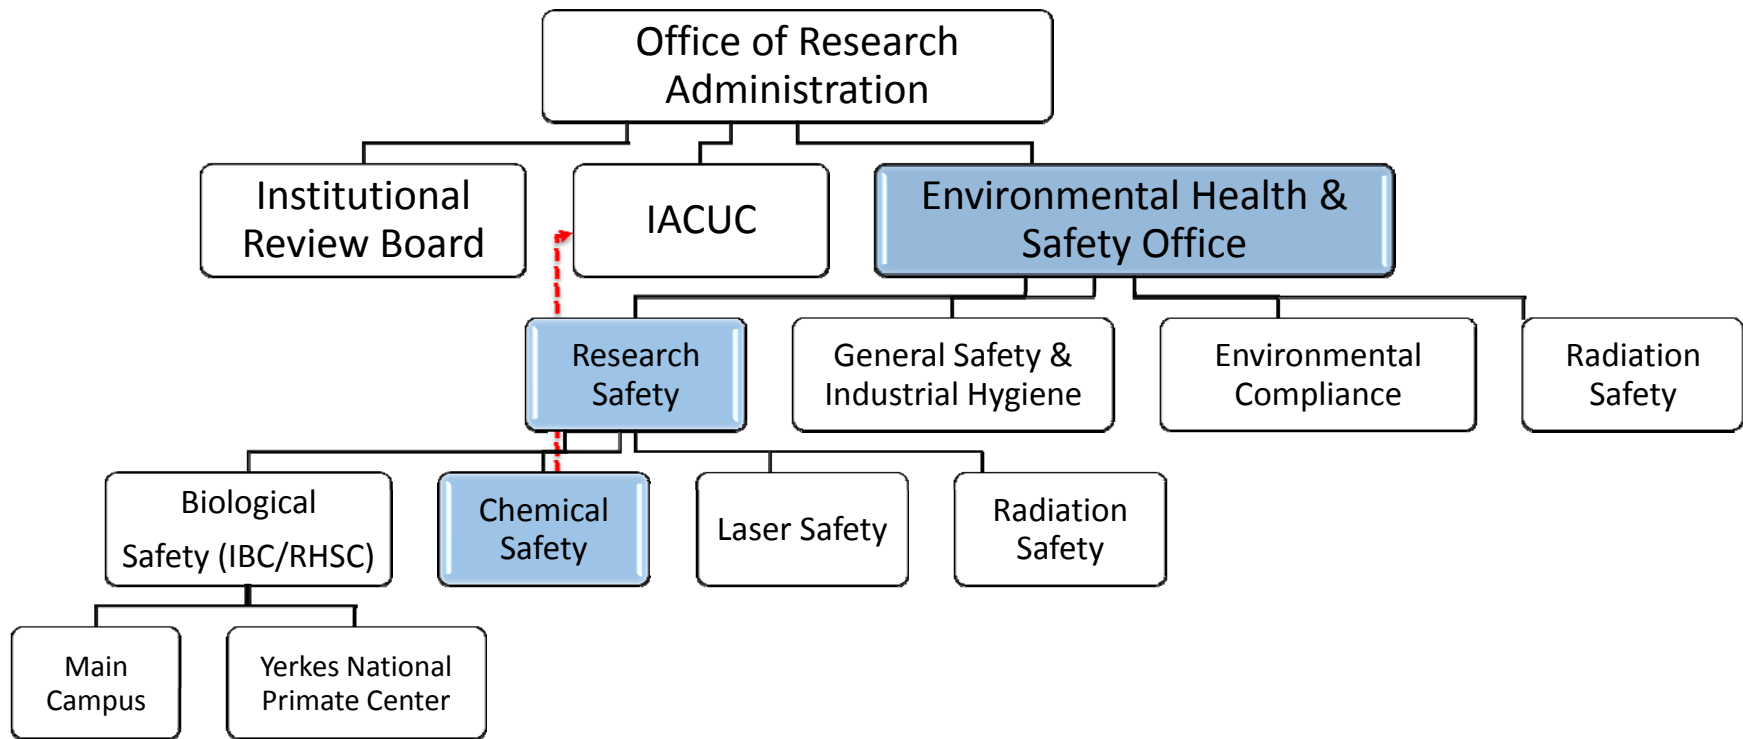 Office of Research
Administration
Institutional
Review Board
IACUC
Environmental Health &
Safety Office
Research
Safety
General Safety &
Industrial Hygiene
Environmental
Compliance
Radiation
Safety
Biological
Safety (IBC/RHSC)
Chemical
Safety
Laser Safety
Radiation
Safety
Main
Campus
Yerkes National
Primate Center